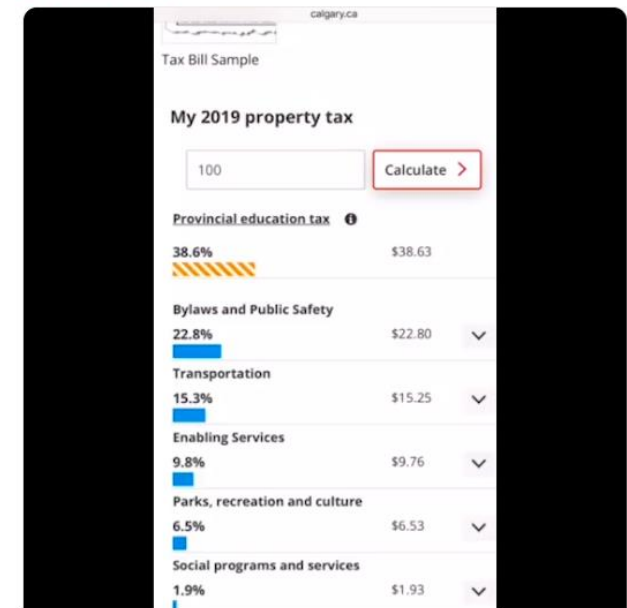 calgary.ca
Tax Bill Sample
My 2019 property tax
100
Calculate
Provincial education tax
38.6% $38.63
Bylaws and Public Safety
22.8% $22.80
Transportation
15.3% $15.25
Enabling Services
9.8% $9.76
Parks, recreation and culture
6.5% $6.53
Social programs and services
1.9% $1.93